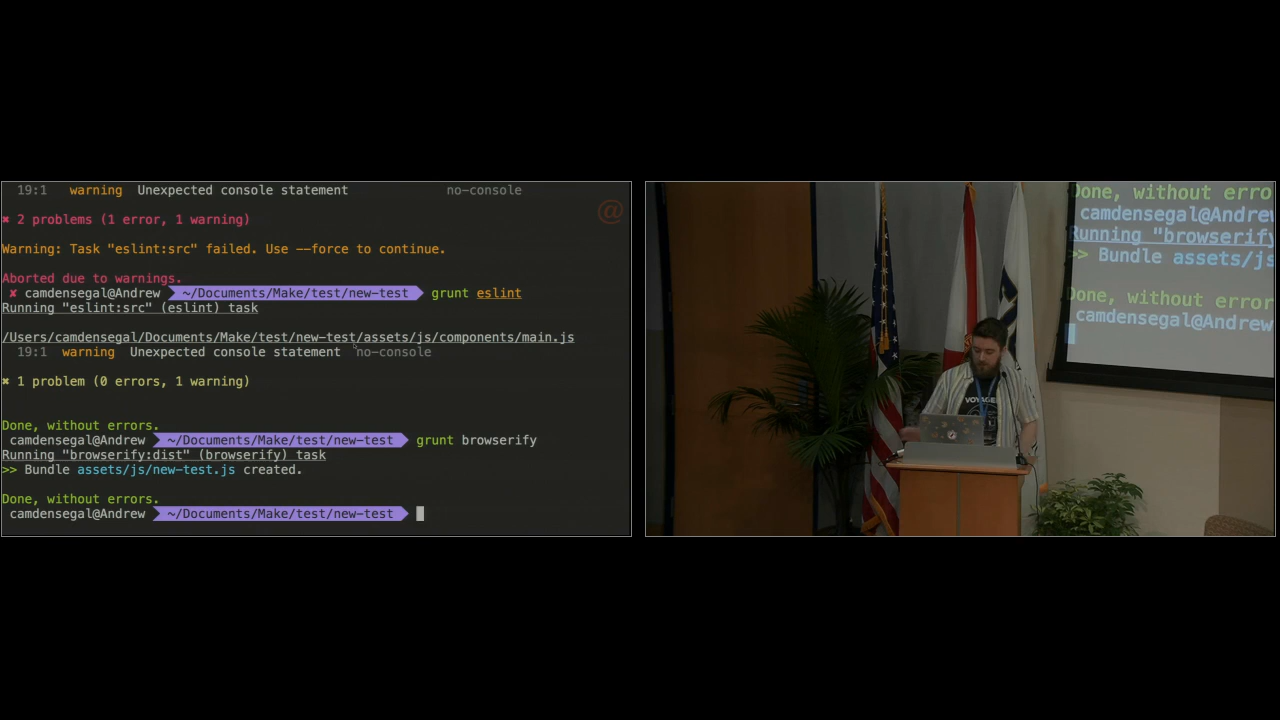 19:1 warning Unexpected console statement no-console
✖ 2 problems (1 error, 1 warning)
@
Warning: Task "eslint:src" failed. Use --force to continue.
Aborted due to warnings.
✘ camdensegal@Andrew ~/Documents/Make/test/new-test grunt eslint
Running "eslint:src" (eslint) task
/Users/camdensegal/Documents/Make/test/new-test/assets/js/components/main.js
19:1 warning Unexpected console statement no-console
✖ 1 problem (0 errors, 1 warning)
Done, without errors.
camdensegal@Andrew ~/Documents/Make/test/new-test grunt browserify
Running "browserify:dist" (browserify) task
>> Bundle assets/js/new-test.js created.
Done, without errors.
camdensegal@Andrew ~/Documents/Make/test/new-test
Done, without erro
camdensegal@Andrew
Running "browserify
>> Bundle assets/js
Done, without error
camdensegal@Andrew
VOYAGER